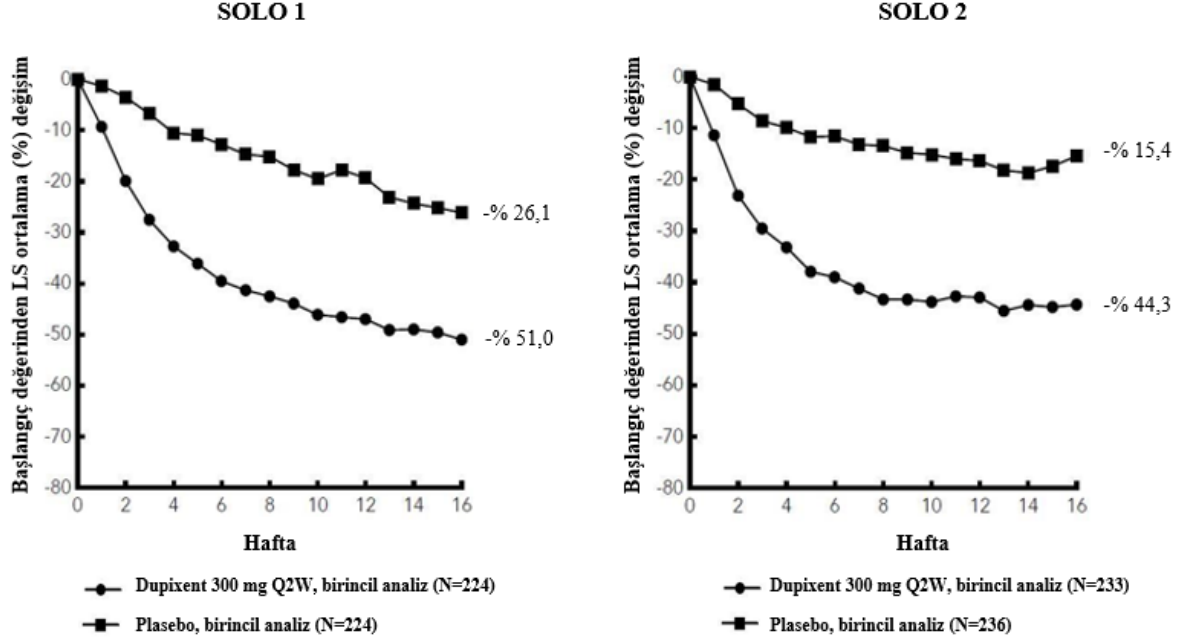 SOLO 1
Başlangıç değerinden LS ortalama (%) değişim
0
-10
-20
-30
-40
-50
-60
-70
-80
0 2 4 6 8 10 12 14 16
-% 26,1
-% 51,0
Hafta
Dupixent 300 mg Q2W, birincil analiz (N=224)
Plasebo, birincil analiz (N=224)
SOLO 2
Başlangıç değerinden LS ortalama (%) değişim
0
-10
-20
-30
-40
-50
-60
-70
-80
0 2 4 6 8 10 12 14 16
-% 15,4
-% 44,3
Hafta
Dupixent 300 mg Q2W, birincil analiz (N=233)
Plasebo, birincil analiz (N=236)